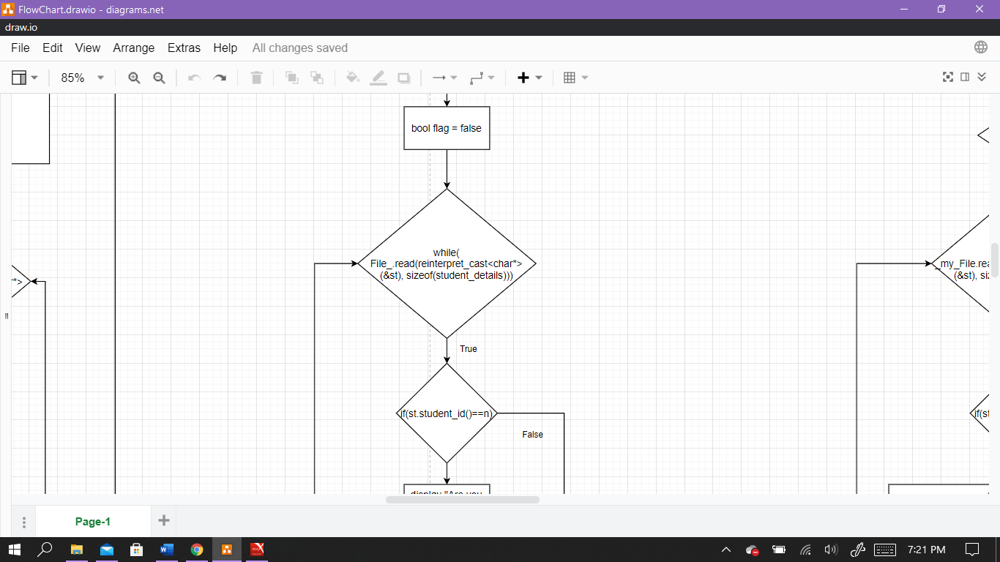 FlowChart.drawio - diagrams.net
draw.io
File Edit View Arrange Extras Help All changes saved
85%
bool flag = false
while(
File_.read(reinterpret_cast<char*>
(&st), sizeof(student_details)))
*>
_my_File.rea
(&st), siz
True
if(st.student_id()==n)
if(st
False
display "Are you
Page-1
7:21 PM